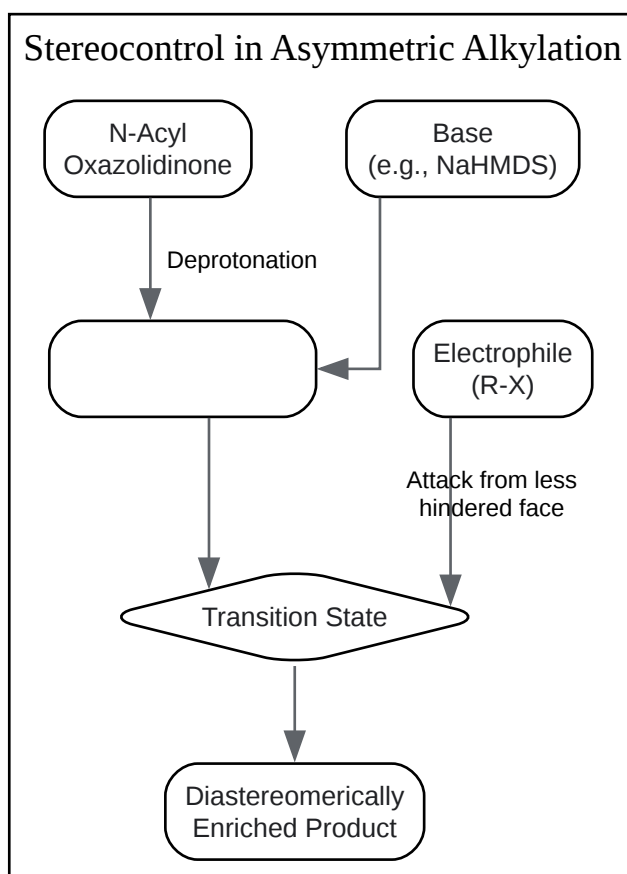 Stereocontrol in Asymmetric Alkylation
N-Acyl
Oxazolidinone
Base
(e.g., NaHMDS)
Deprotonation
Electrophile
(R-X)
Attack from less
hindered face
Transition State
Diastereomerically
Enriched Product